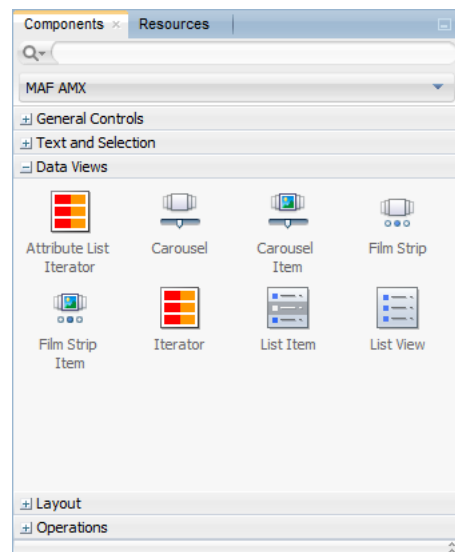 Components Resources
MAF AMX
General Controls
Text and Selection
Data Views
Attribute List Carousel Carousel Film Strip
Iterator Item
Film Strip Iterator List Item List View
Item
Layout
Operations